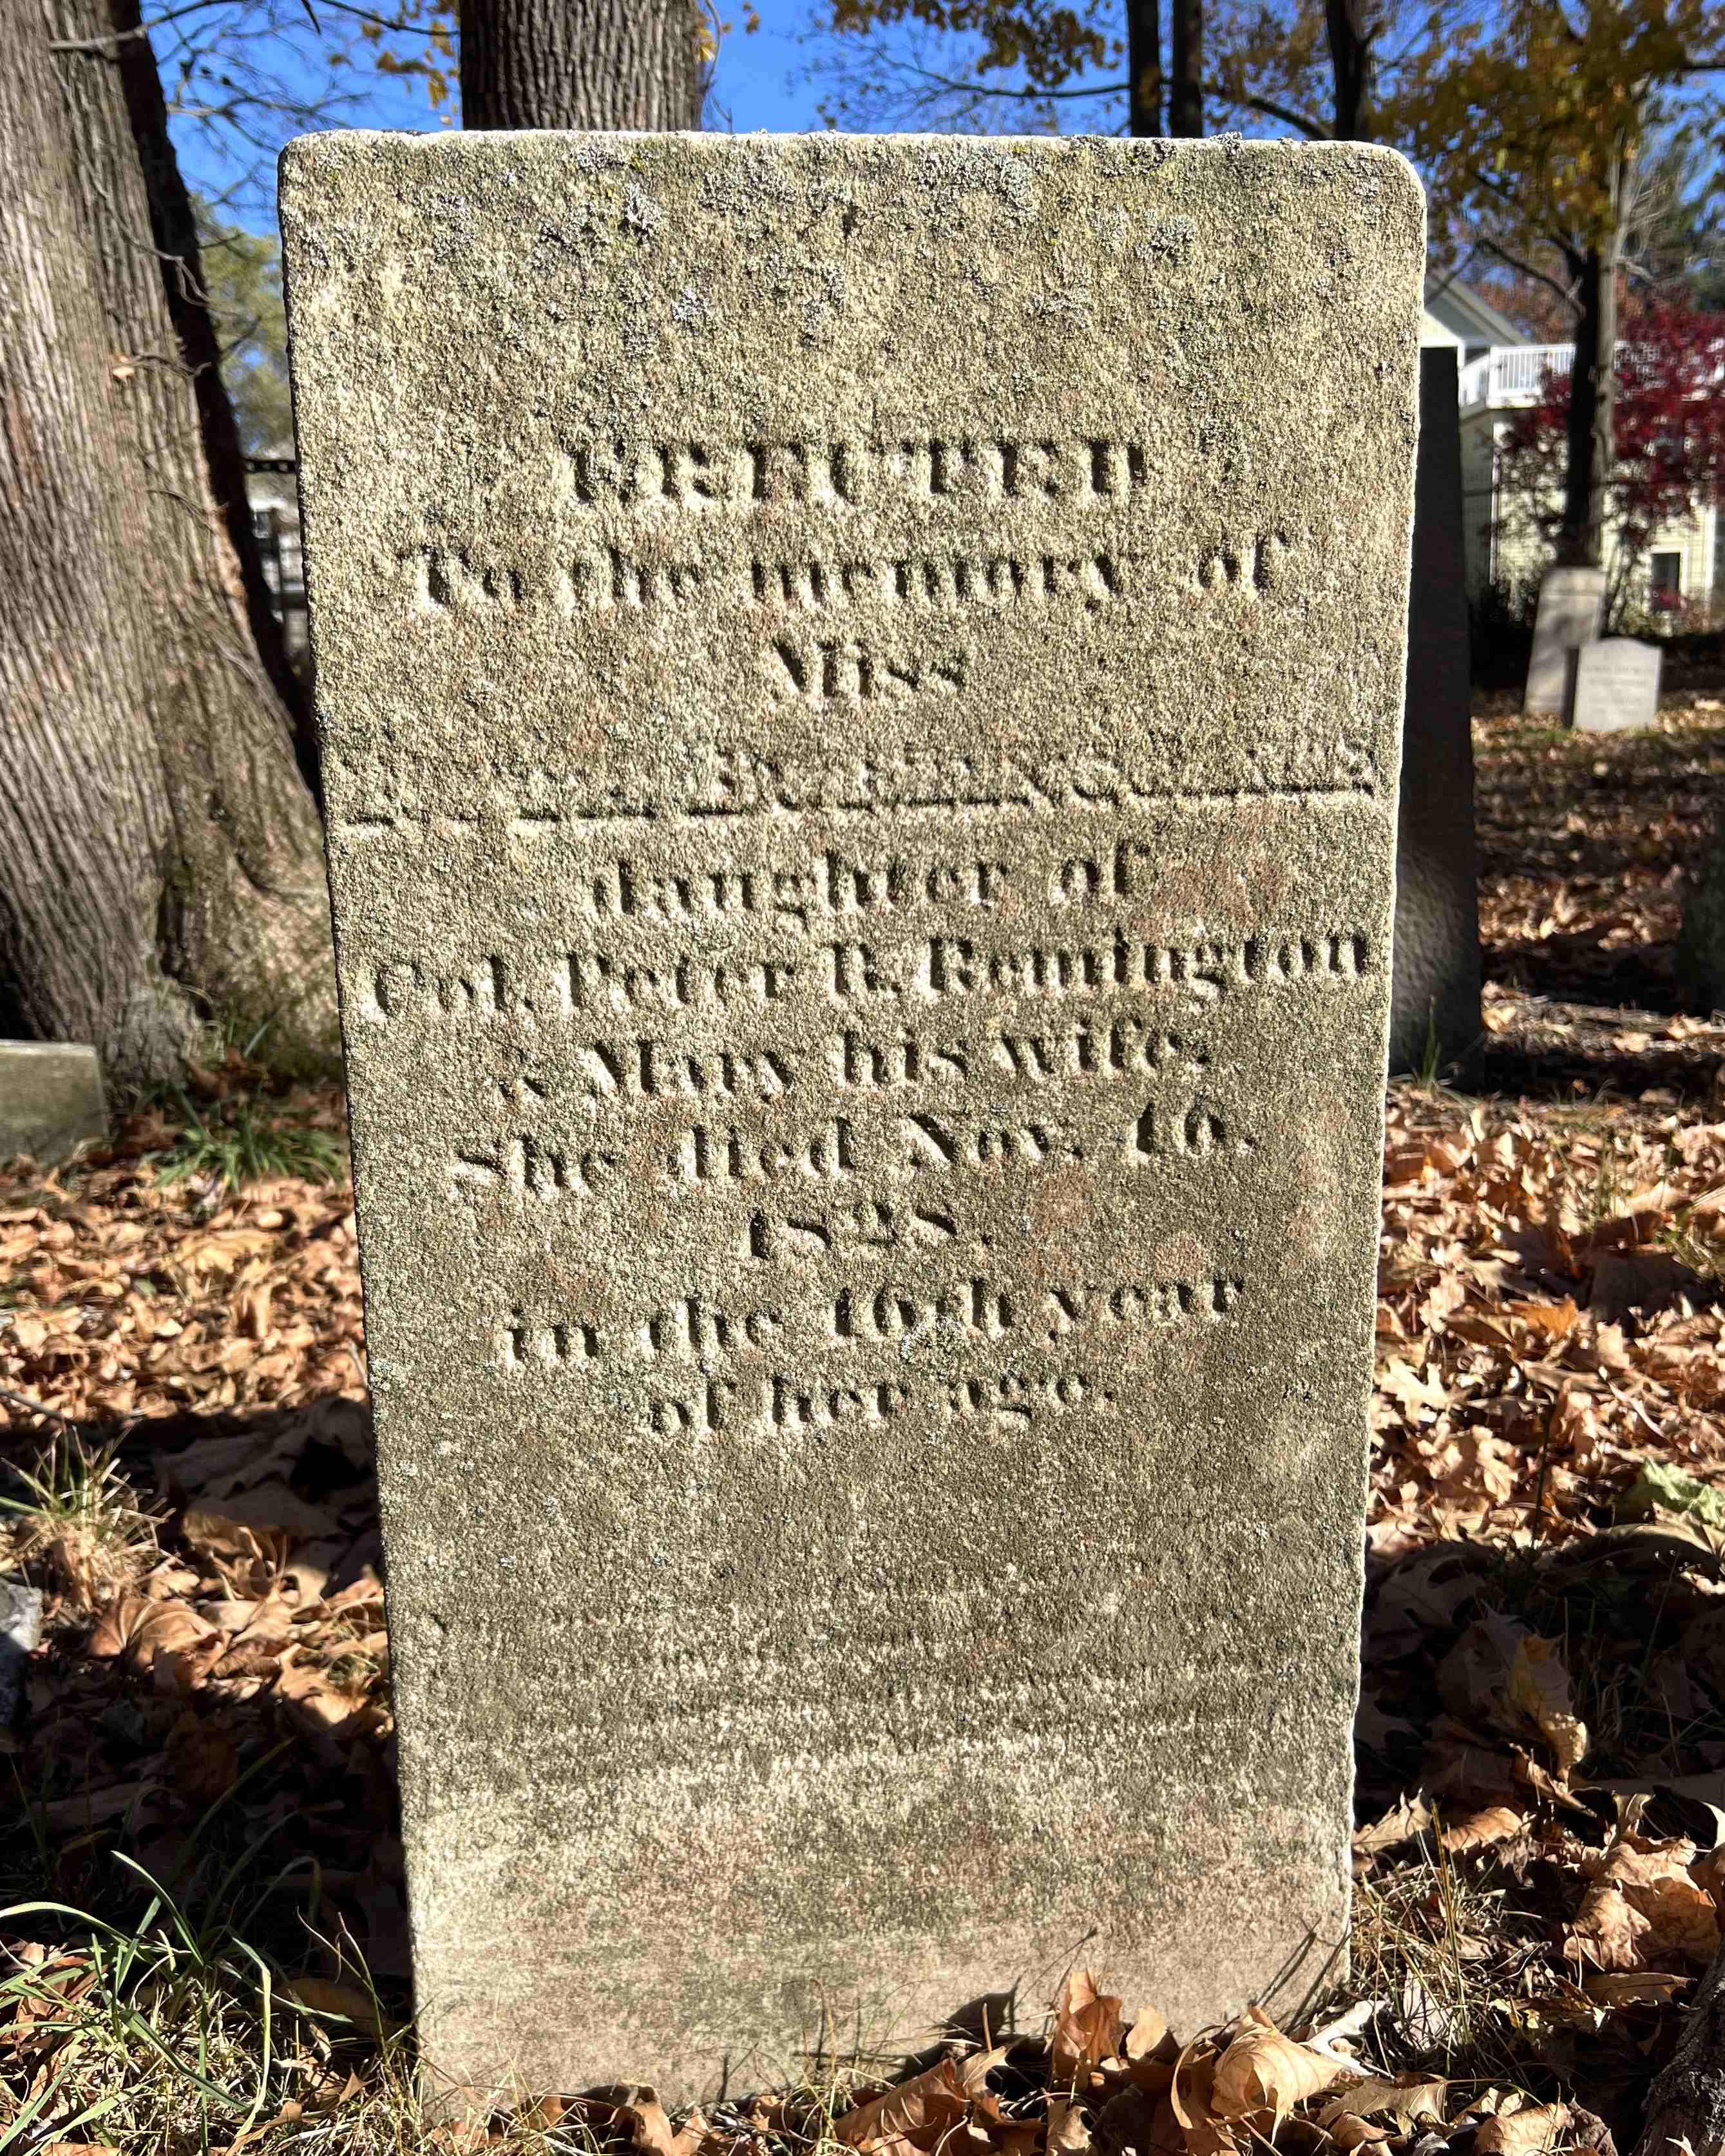 ERECTED
To the memory of
Miss
daughter of
Col. Peter R. Remington
& Mary his wife,
She died Nov. 16.
1828.
in the 16th year
of her age.